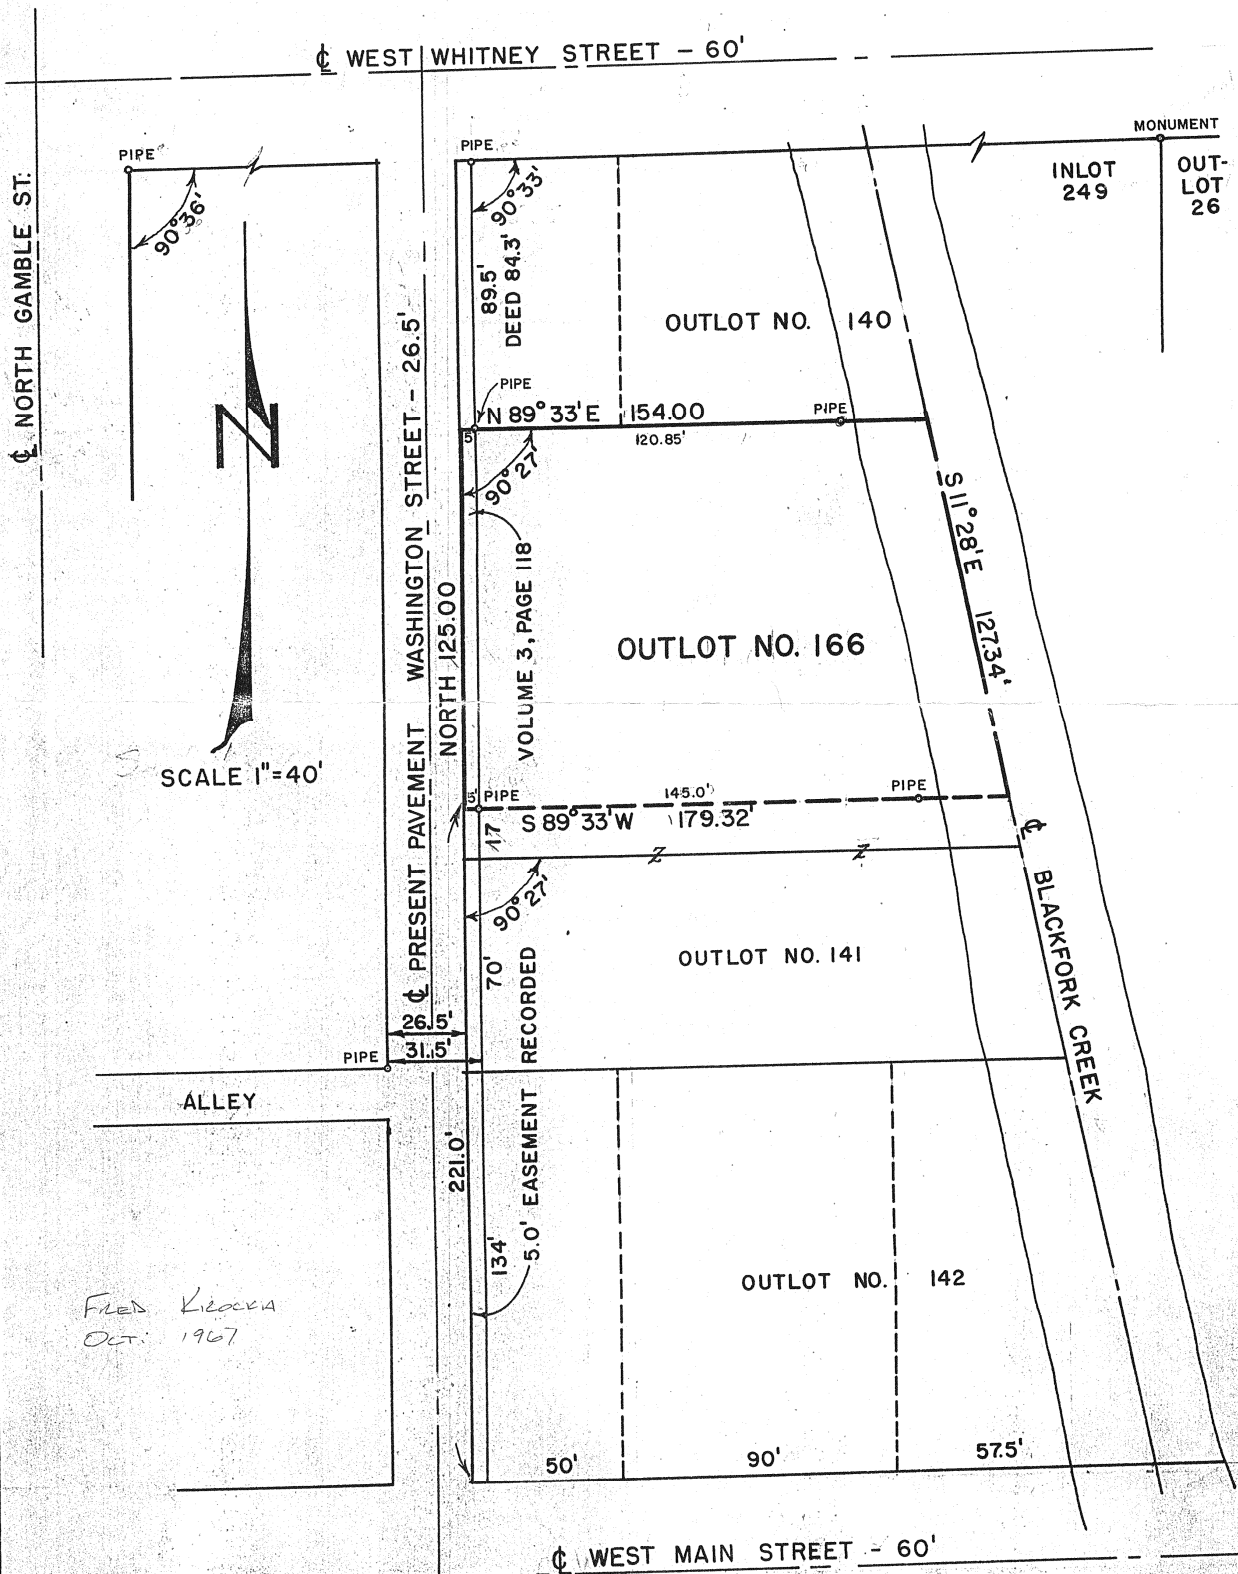 ℄ WEST WHITNEY STREET - 60'
MONUMENT
PIPE
PIPE
INLOT
249
OUT-
LOT
26
90°36'
90°33'
℄ NORTH GAMBLE ST.
89.5'
DEED 84.3'
OUTLOT NO. 140
PIPE
N 89° 33' E 154.00
PIPE
5'
120.85'
90° 27'
N
S 11° 28' E 127.34'
℄ PRESENT PAVEMENT WASHINGTON STREET - 26.5'
NORTH 125.00
VOLUME 3, PAGE 118
OUTLOT NO. 166
SCALE 1"=40'
5'
PIPE
145.0'
PIPE
S 89° 33' W 179.32'
17
℄ BLACKFORK CREEK
90° 27'
OUTLOT NO. 141
70'
26.5'
31.5'
PIPE
ALLEY
221.0'
5.0' EASEMENT RECORDED
134'
OUTLOT NO. 142
OCT. 1967
50'
90'
57.5'
℄ WEST MAIN STREET - 60'